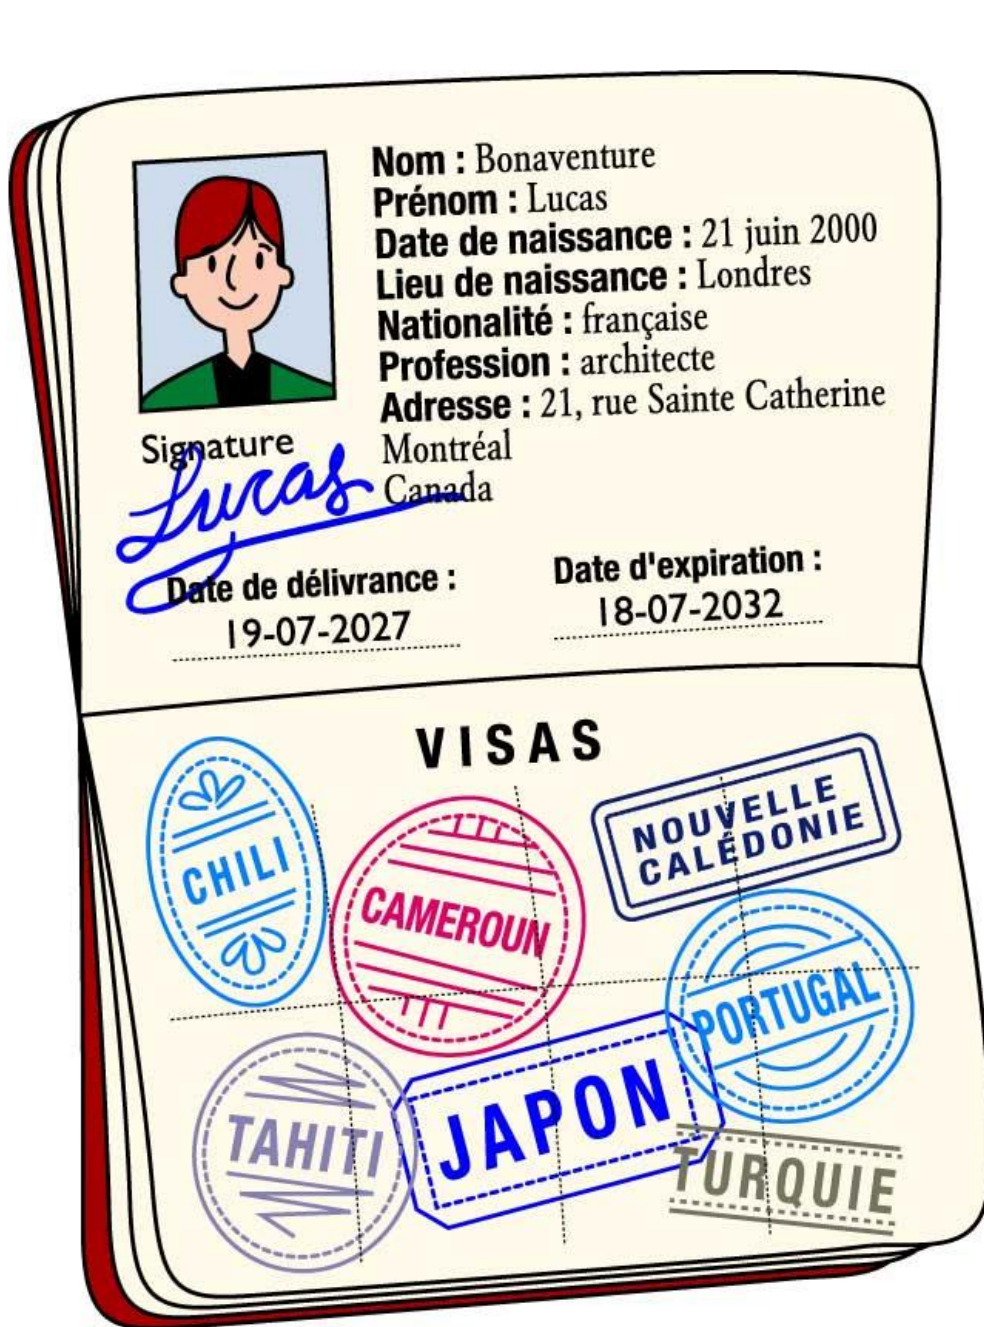 Nom : Bonaventure
Prénom : Lucas
Date de naissance : 21 juin 2000
Lieu de naissance : Londres
Nationalité : française
Profession : architecte
Adresse : 21, rue Sainte Catherine
Montréal
Canada
Signature
Lucas
Date de délivrance :
19-07-2027
Date d'expiration :
18-07-2032
VISAS
CHILI
CAMEROUN
NOUVELLE
CALÉDONIE
PORTUGAL
TAHITI
JAPON
TURQUIE